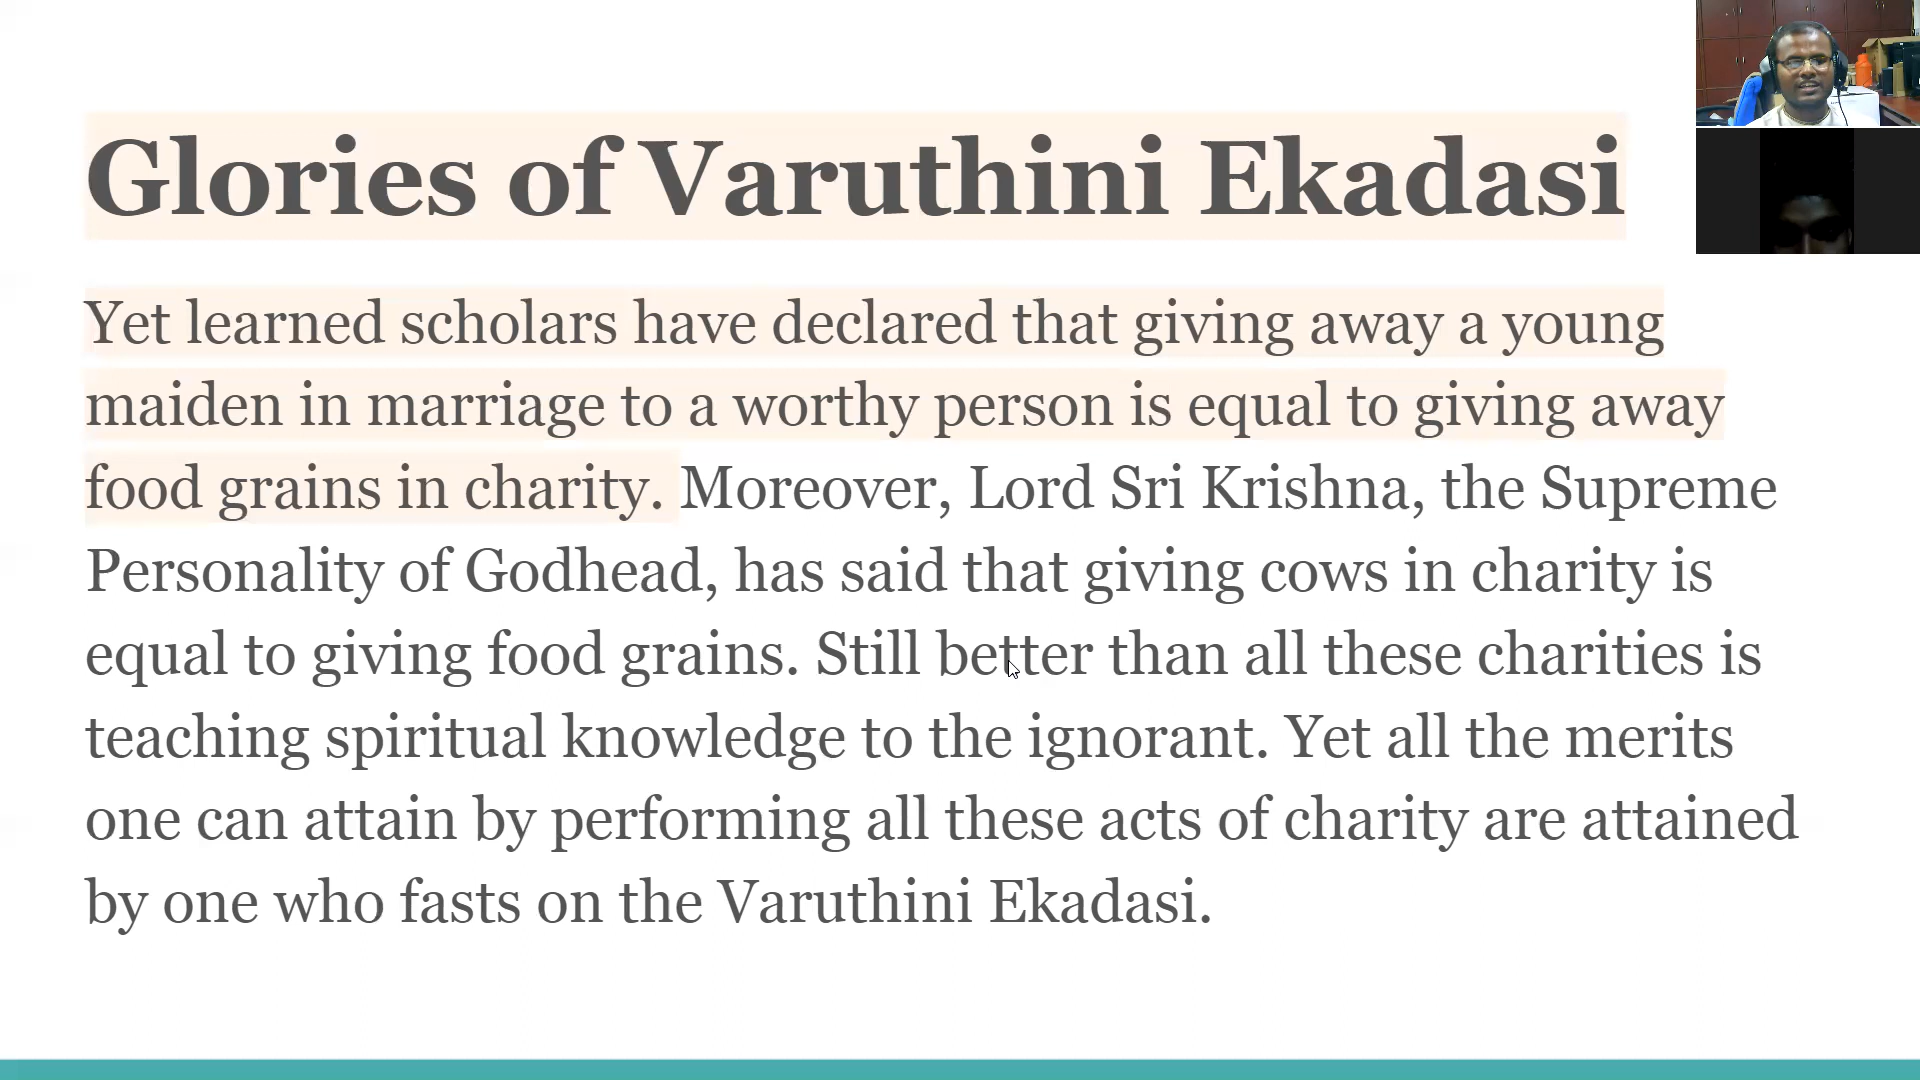 Glories of Varuthini Ekadasi
Yet learned scholars have declared that giving away a young
maiden in marriage to a worthy person is equal to giving away
food grains in charity. Moreover, Lord Sri Krishna, the Supreme
Personality of Godhead, has said that giving cows in charity is
equal to giving food grains. Still better than all these charities is
teaching spiritual knowledge to the ignorant. Yet all the merits
one can attain by performing all these acts of charity are attained
by one who fasts on the Varuthini Ekadasi.